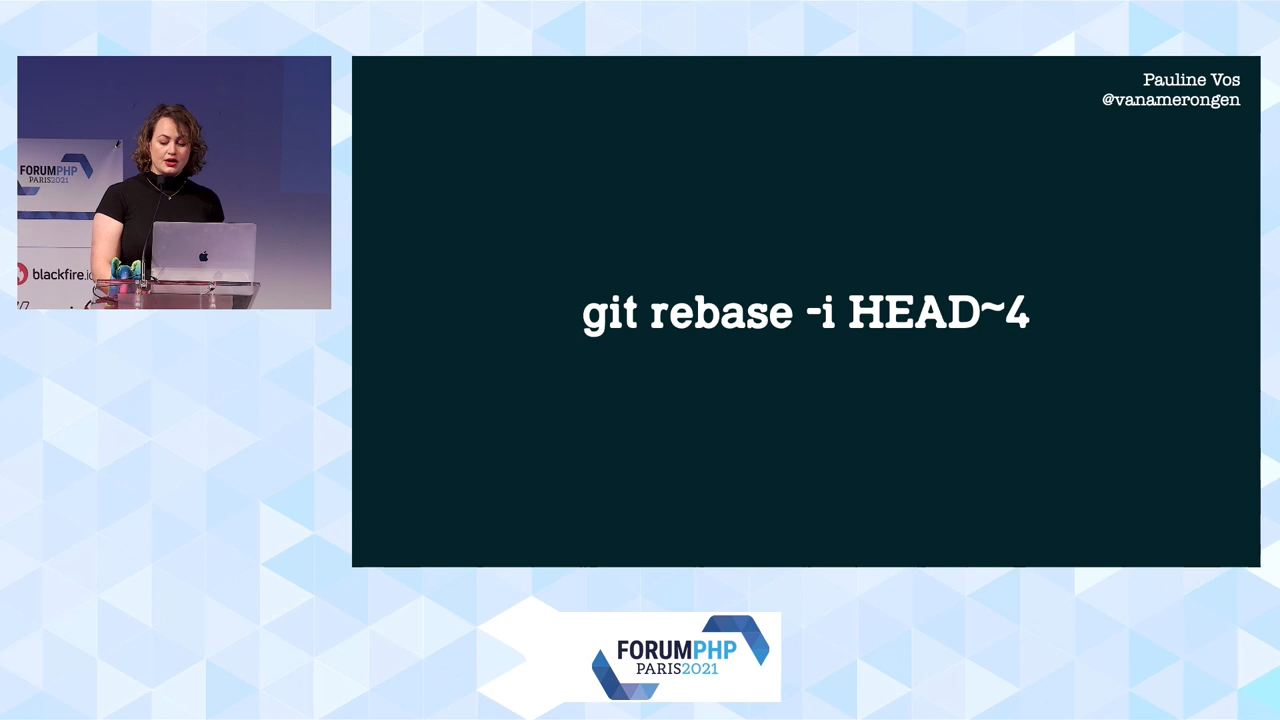 Pauline Vos
@vanamerongen
git rebase -i HEAD~4
FORUMPHP
PARIS2021
blackfire.io
FORUMPHP
PARIS2021